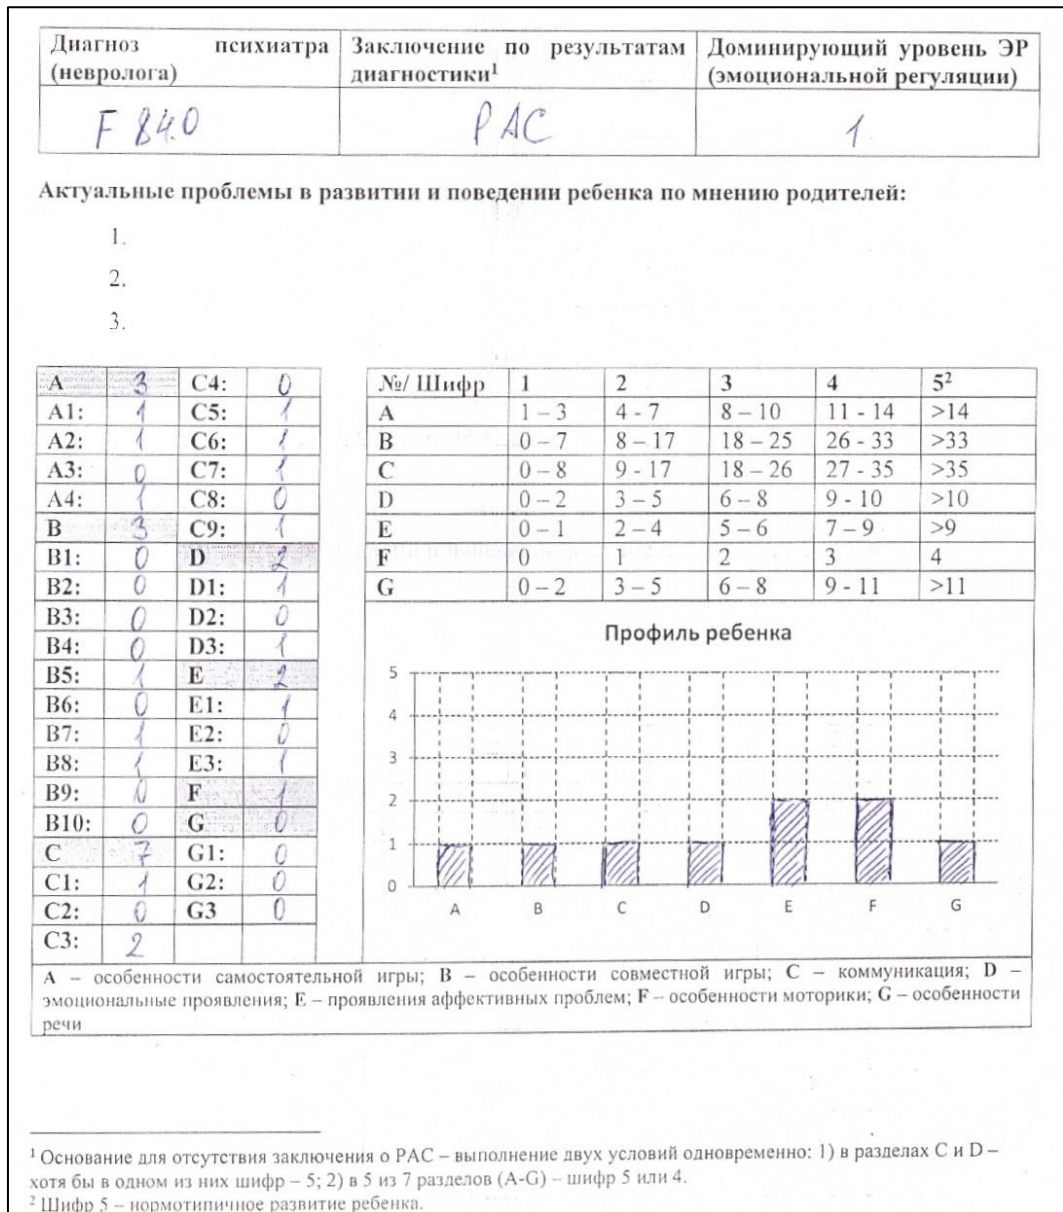 Диагноз психиатра (невролога) Заключение по результатам диагностики¹ Доминирующий уровень ЭР (эмоциональной регуляции)
F 84.0 РАС 1
Актуальные проблемы в развитии и поведении ребенка по мнению родителей:
1.
2.
3.
A 3 C4: 0
A1: 1 C5: 1
A2: 1 C6: 1
A3: 0 C7: 1
A4: 1 C8: 0
B 3 C9: 1
B1: 0 D 2
B2: 0 D1: 1
B3: 0 D2: 0
B4: 0 D3: 1
B5: 1 E 2
B6: 0 E1: 1
B7: 1 E2: 0
B8: 1 E3: 1
B9: 0 F 1
B10: 0 G 0
C 7 G1: 0
C1: 1 G2: 0
C2: 0 G3 0
C3: 2
№/ Шифр 1 2 3 4 5²
A 1 – 3 4 - 7 8 – 10 11 - 14 >14
B 0 – 7 8 – 17 18 – 25 26 - 33 >33
C 0 – 8 9 - 17 18 – 26 27 - 35 >35
D 0 – 2 3 – 5 6 – 8 9 - 10 >10
E 0 – 1 2 – 4 5 – 6 7 – 9 >9
F 0 1 2 3 4
G 0 – 2 3 – 5 6 – 8 9 - 11 >11
Профиль ребенка
5
4
3
2
1
0
A B C D E F G
A – особенности самостоятельной игры; B – особенности совместной игры; C – коммуникация; D –
эмоциональные проявления; E – проявления аффективных проблем; F – особенности моторики; G – особенности
речи
¹ Основание для отсутствия заключения о РАС – выполнение двух условий одновременно: 1) в разделах C и D –
хотя бы в одном из них шифр – 5; 2) в 5 из 7 разделов (A-G) – шифр 5 или 4.
² Шифр 5 – нормотипичное развитие ребенка.